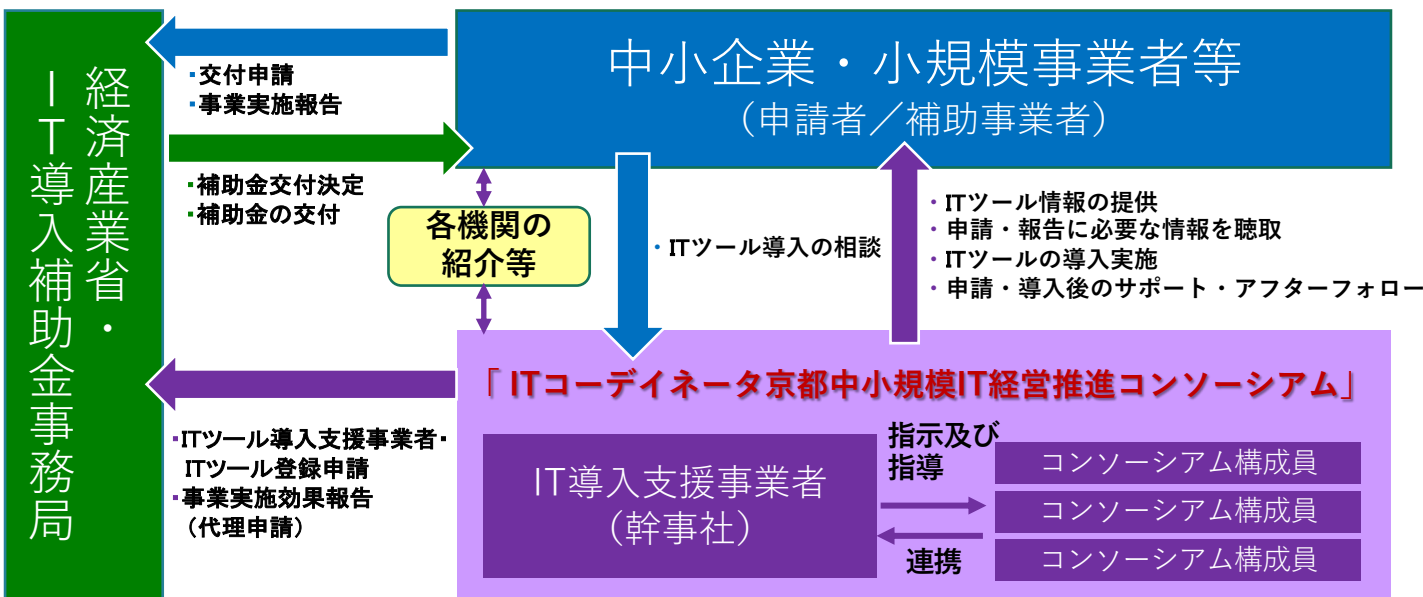 経済産業省・
IT導入補助金事務局
・交付申請
・事業実施報告
・補助金交付決定
・補助金の交付
中小企業・小規模事業者等
（申請者／補助事業者）
各機関の
紹介等
・ITツール導入の相談
・ITツール情報の提供
・申請・報告に必要な情報を聴取
・ITツールの導入実施
・申請・導入後のサポート・アフターフォロー
・ITツール導入支援事業者・
ITツール登録申請
・事業実施効果報告
（代理申請）
「 ITコーデイネータ京都中小規模IT経営推進コンソーシアム」
IT導入支援事業者
（幹事社）
指示及び
指導
連携
コンソーシアム構成員
コンソーシアム構成員
コンソーシアム構成員